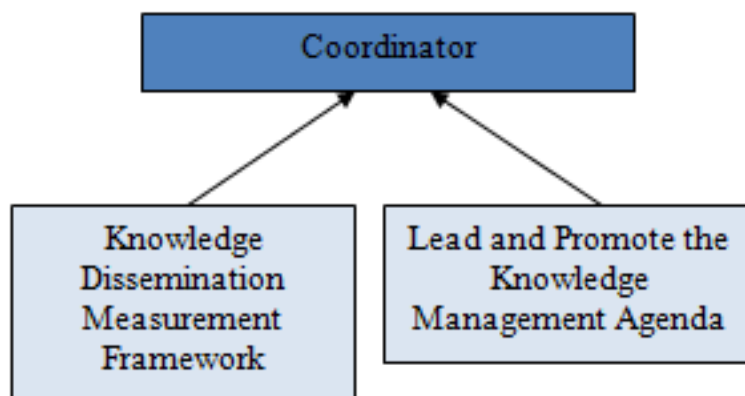 Coordinator
Knowledge
Dissemination
Measurement
Framework
Lead and Promote the
Knowledge
Management Agenda